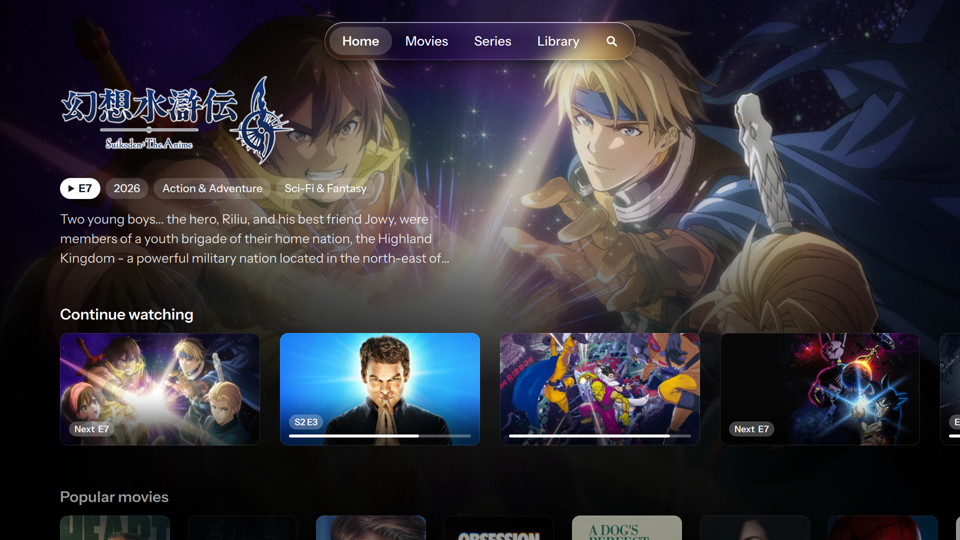 Home Movies Series Library
幻想水滸伝
Suikoden The Anime
E7 2026 Action & Adventure Sci-Fi & Fantasy
Two young boys... the hero, Riliu, and his best friend Jowy, were
members of a youth brigade of their home nation, the Highland
Kingdom - a powerful military nation located in the north-east of...
Continue watching
Next E7
S2 E3
Next E7
E
Popular movies
HEART
OBSESSION
A DOG'S
PERFECT